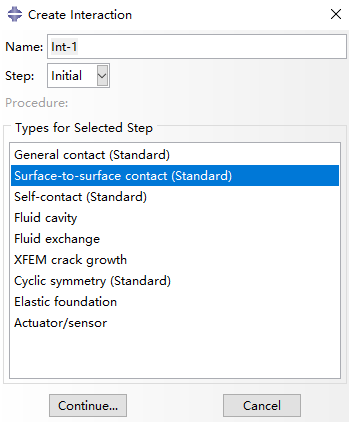 Create Interaction
Name: Int-1
Step: Initial
Procedure:
Types for Selected Step
General contact (Standard)
Surface-to-surface contact (Standard)
Self-contact (Standard)
Fluid cavity
Fluid exchange
XFEM crack growth
Cyclic symmetry (Standard)
Elastic foundation
Actuator/sensor
Continue... Cancel